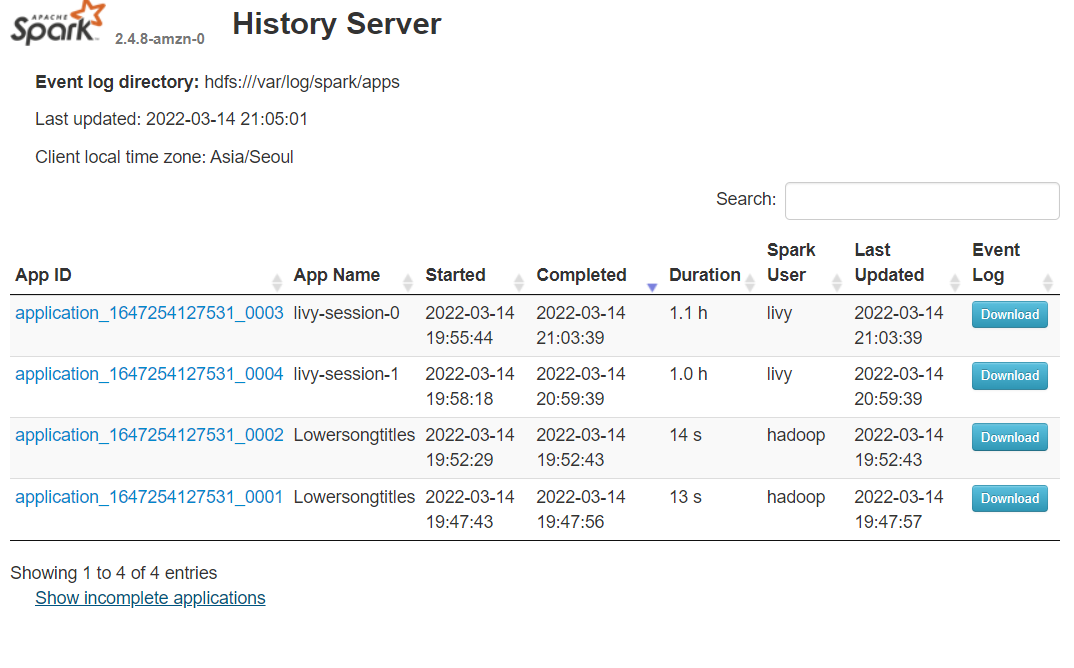 APACHE
Spark 2.4.8-amzn-0 History Server
Event log directory: hdfs:///var/log/spark/apps
Last updated: 2022-03-14 21:05:01
Client local time zone: Asia/Seoul
Search:
App ID App Name Started Completed Duration Spark User Last Updated Event Log
application_1647254127531_0003 livy-session-0 2022-03-14 19:55:44 2022-03-14 21:03:39 1.1 h livy 2022-03-14 21:03:39 Download
application_1647254127531_0004 livy-session-1 2022-03-14 19:58:18 2022-03-14 20:59:39 1.0 h livy 2022-03-14 20:59:39 Download
application_1647254127531_0002 Lowersongtitles 2022-03-14 19:52:29 2022-03-14 19:52:43 14 s hadoop 2022-03-14 19:52:43 Download
application_1647254127531_0001 Lowersongtitles 2022-03-14 19:47:43 2022-03-14 19:47:56 13 s hadoop 2022-03-14 19:47:57 Download
Showing 1 to 4 of 4 entries
Show incomplete applications